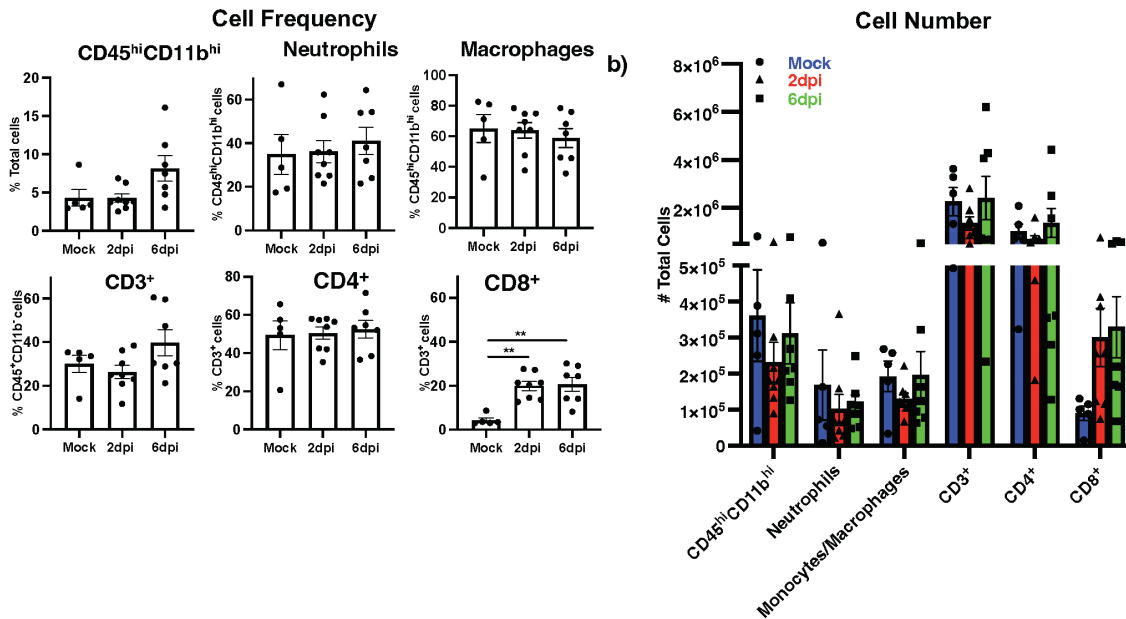 Cell Frequency
CD45ʰⁱCD11bʰⁱ
Neutrophils
Macrophages
% Total cells
20
15
10
5
0
Mock 2dpi 6dpi
% CD45ʰⁱCD11bʰⁱ cells
60
40
20
0
Mock 2dpi 6dpi
% CD45ʰⁱCD11bʰⁱ cells
100
80
60
40
20
0
Mock 2dpi 6dpi
CD3⁺
% CD45⁺CD11b⁻ cells
60
40
20
0
Mock 2dpi 6dpi
CD4⁺
% CD3⁺ cells
80
60
40
20
0
Mock 2dpi 6dpi
CD8⁺
% CD3⁺ cells
60
40
20
0
**
**
Mock 2dpi 6dpi
b)
Cell Number
Mock
2dpi
6dpi
# Total Cells
8×10⁶
6×10⁶
4×10⁶
2×10⁶
5×10⁵
4×10⁵
3×10⁵
2×10⁵
1×10⁵
0
CD45ʰⁱCD11bʰⁱ
Neutrophils
Monocytes/Macrophages
CD3⁺
CD4⁺
CD8⁺